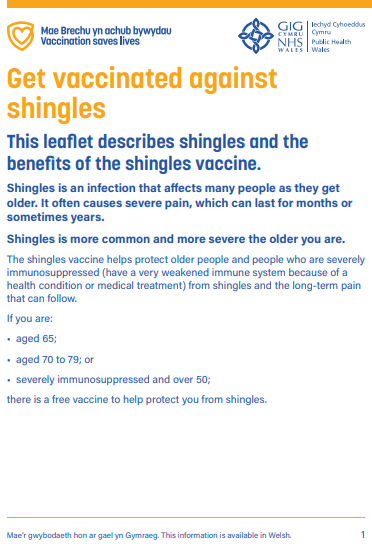 Mae Brechu yn achub bywydau
Vaccination saves lives
GIG
CYMRU
NHS
WALES
Iechyd Cyhoeddus
Cymru
Public Health
Wales
Get vaccinated against
shingles
This leaflet describes shingles and the
benefits of the shingles vaccine.
Shingles is an infection that affects many people as they get
older. It often causes severe pain, which can last for months or
sometimes years.
Shingles is more common and more severe the older you are.
The shingles vaccine helps protect older people and people who are severely
immunosuppressed (have a very weakened immune system because of a
health condition or medical treatment) from shingles and the long-term pain
that can follow.
If you are:
• aged 65;
• aged 70 to 79; or
• severely immunosuppressed and over 50;
there is a free vaccine to help protect you from shingles.
Mae'r gwybodaeth hon ar gael yn Gymraeg. This information is available in Welsh.
1